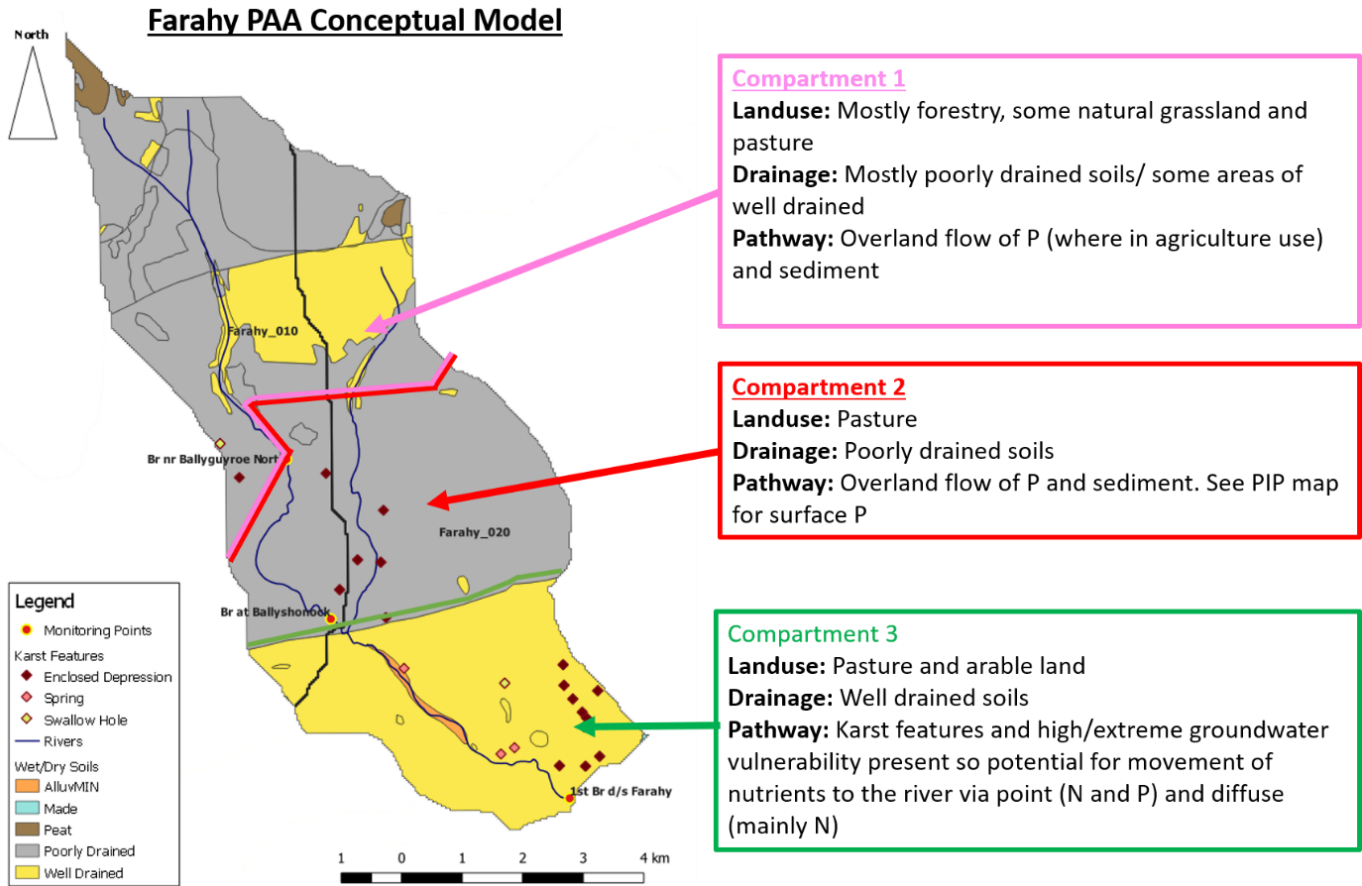 Farahy PAA Conceptual Model
North
Compartment 1
Landuse: Mostly forestry, some natural grassland and
pasture
Drainage: Mostly poorly drained soils/ some areas of
well drained
Pathway: Overland flow of P (where in agriculture use)
and sediment
Farahy_010
Compartment 2
Landuse: Pasture
Drainage: Poorly drained soils
Pathway: Overland flow of P and sediment. See PIP map
for surface P
Br nr Ballyguyroe Nort
Farahy_020
Br at Ballyshonock
Compartment 3
Landuse: Pasture and arable land
Drainage: Well drained soils
Pathway: Karst features and high/extreme groundwater
vulnerability present so potential for movement of
nutrients to the river via point (N and P) and diffuse
(mainly N)
1st Br d/s Farahy
Legend
Monitoring Points
Karst Features
Enclosed Depression
Spring
Swallow Hole
Rivers
Wet/Dry Soils
AlluvMIN
Made
Peat
Poorly Drained
Well Drained
1 0 1 2 3 4 km